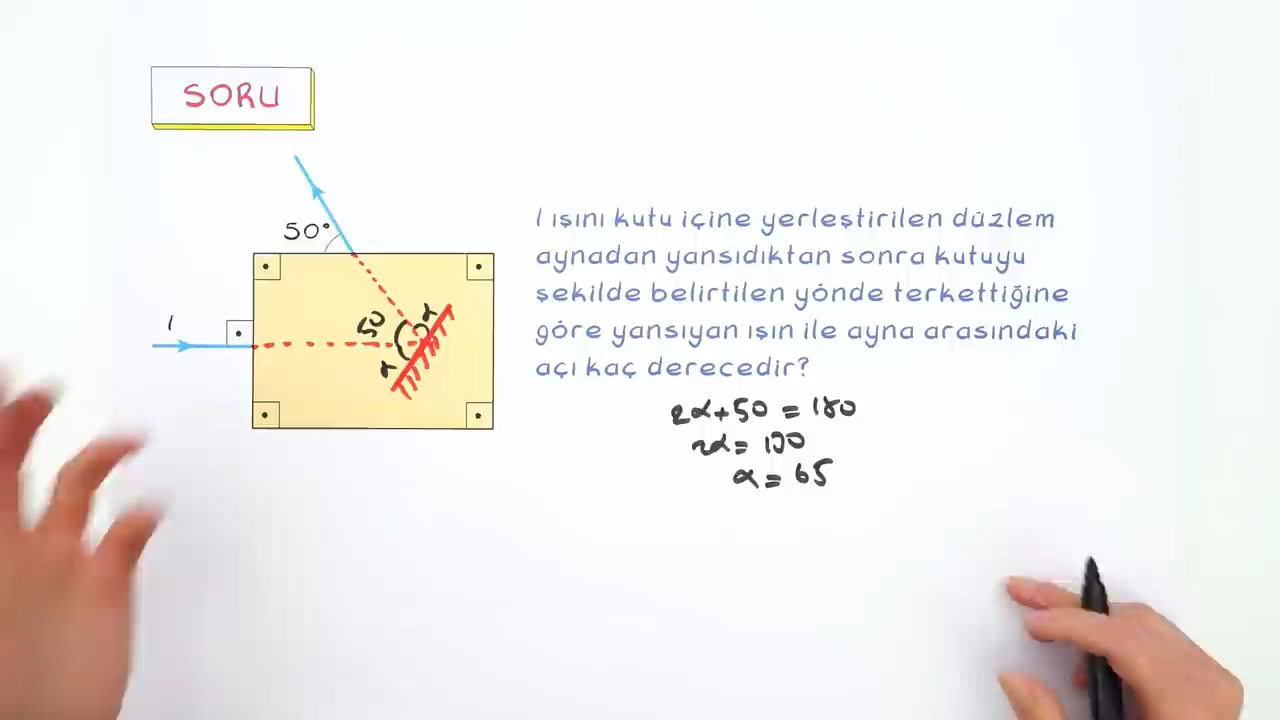 SORU
50°
I
50
α
α
I ışını kutu içine yerleştirilen düzlem
aynadan yansıdıktan sonra kutuyu
şekilde belirtilen yönde terkettiğine
göre yansıyan ışın ile ayna arasındaki
açı kaç derecedir?
2α+50 = 180
2α = 130
α = 65